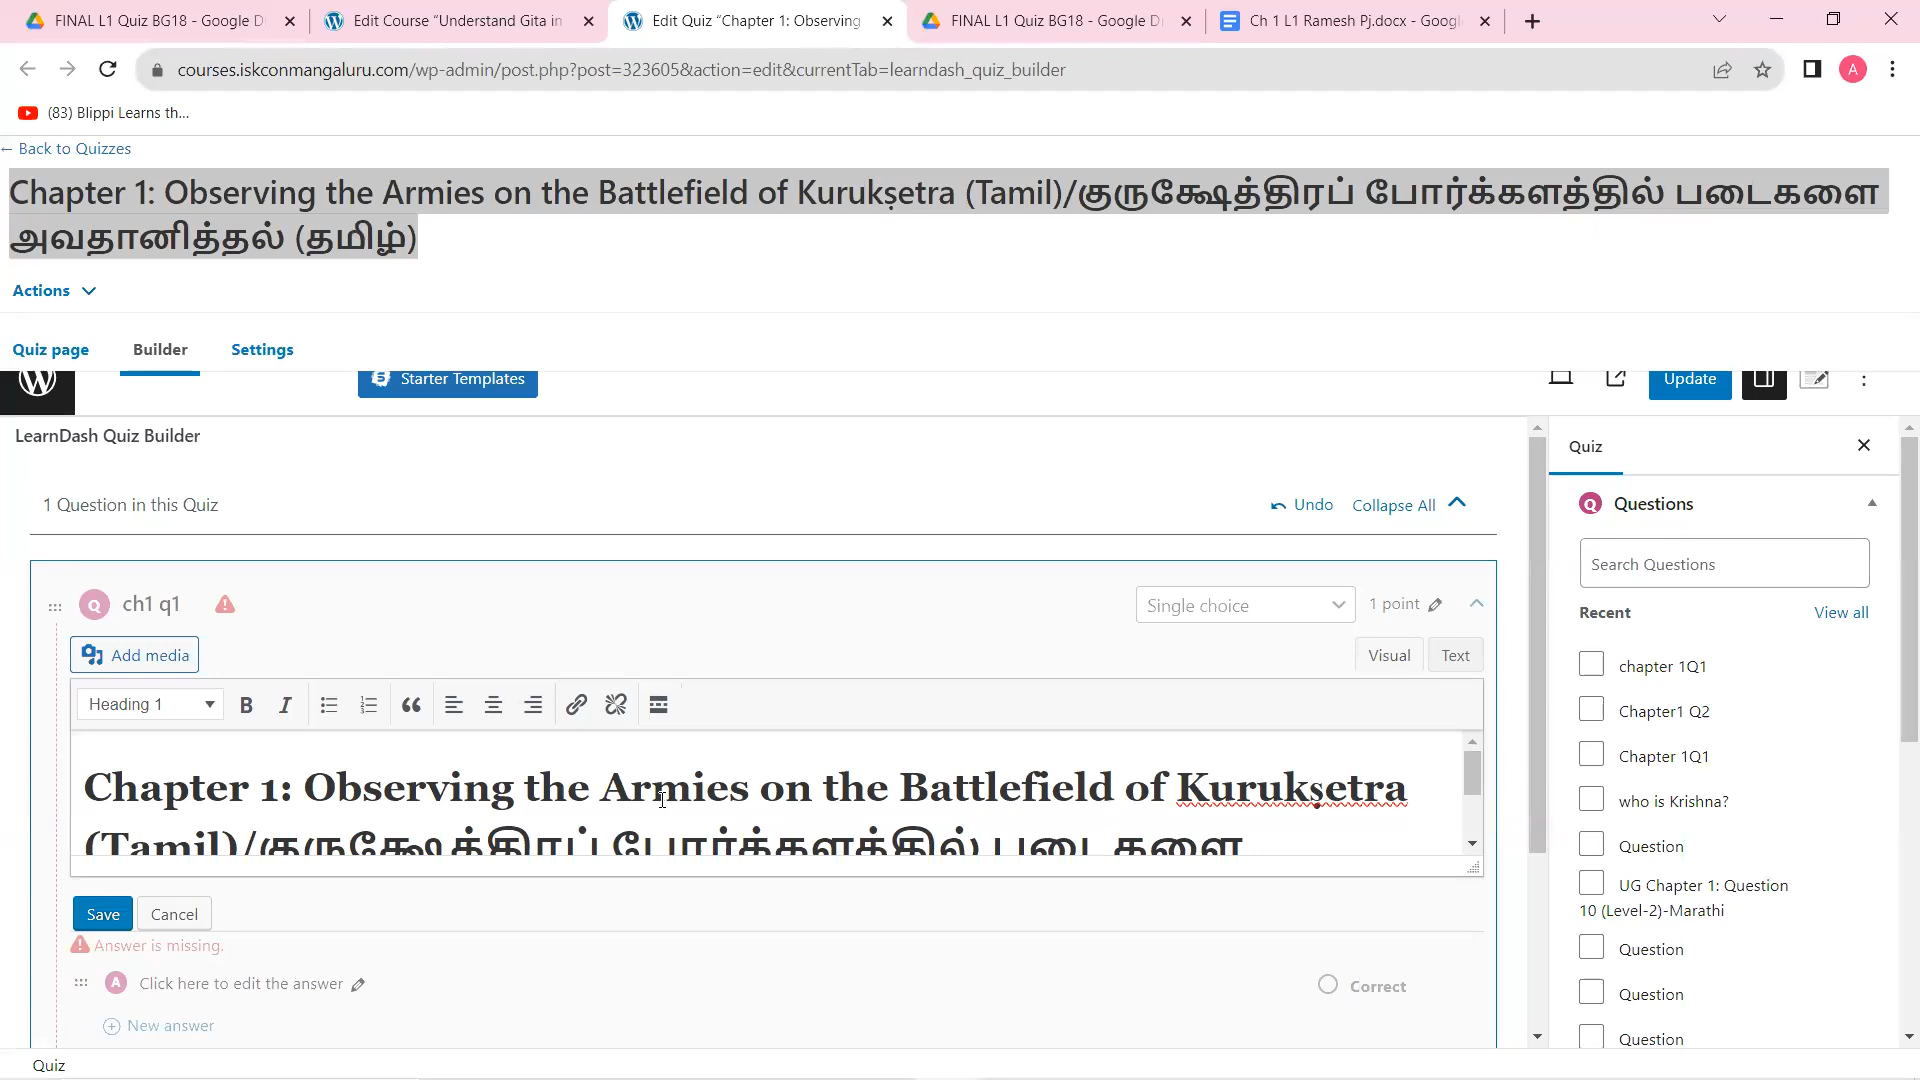 FINAL L1 Quiz BG18 - Google D
Edit Course "Understand Gita in
Edit Quiz "Chapter 1: Observing
FINAL L1 Quiz BG18 - Google D
Ch 1 L1 Ramesh Pj.docx - Googl
courses.iskconmangaluru.com/wp-admin/post.php?post=323605&action=edit&currentTab=learndash_quiz_builder
A
(83) Blippi Learns th...
← Back to Quizzes
Chapter 1: Observing the Armies on the Battlefield of Kurukṣetra (Tamil)/குருக்ஷேத்திரப் போர்க்களத்தில் படைகளை
அவதானித்தல் (தமிழ்)
Actions
Quiz page Builder Settings
Starter Templates
Update
LearnDash Quiz Builder
Quiz
1 Question in this Quiz
Undo Collapse All
Q Questions
Search Questions
Q ch1 q1
Single choice
1 point
Recent View all
Add media
Visual Text
chapter 1Q1
Heading 1
B I
Chapter1 Q2
Chapter 1Q1
Chapter 1: Observing the Armies on the Battlefield of Kurukṣetra
who is Krishna?
(Tamil)/குருக்ஷேத்திரப் போர்க்களத்தில் படைகளை
Question
UG Chapter 1: Question
10 (Level-2)-Marathi
Save Cancel
Answer is missing.
Question
A Click here to edit the answer
Correct
Question
New answer
Question
Quiz